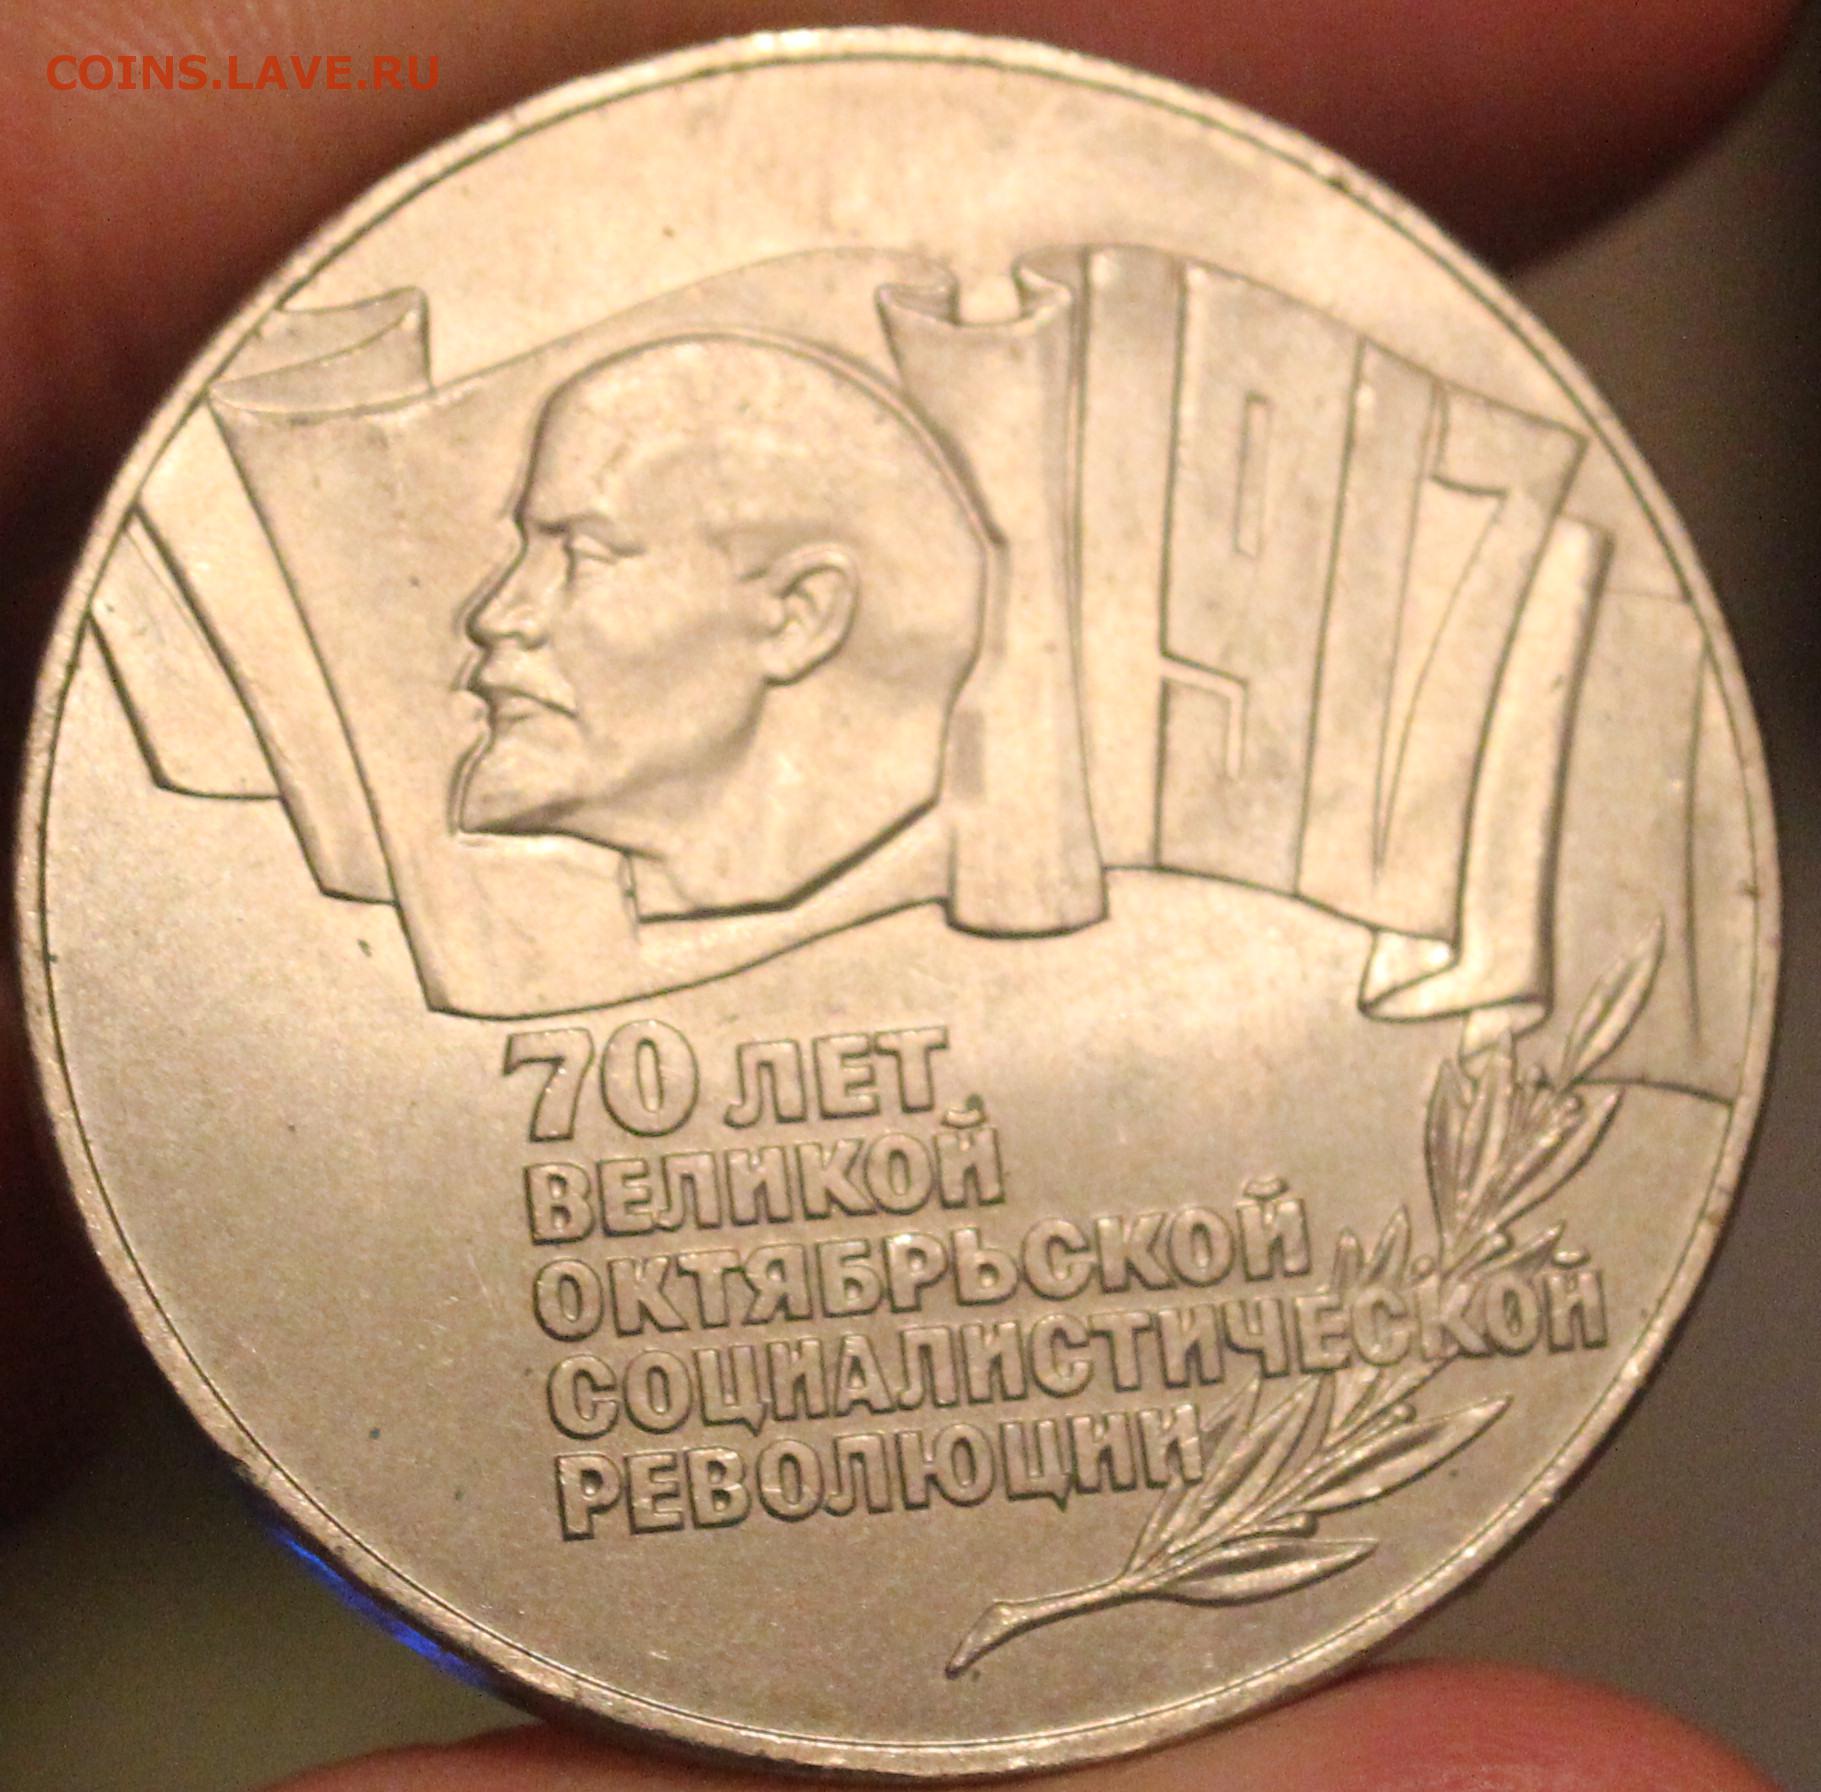 COINS.LAVE.RU
1917
70 ЛЕТ
ВЕЛИКОЙ
ОКТЯБРЬСКОЙ
СОЦИАЛИСТИЧЕСКОЙ
РЕВОЛЮЦИИ